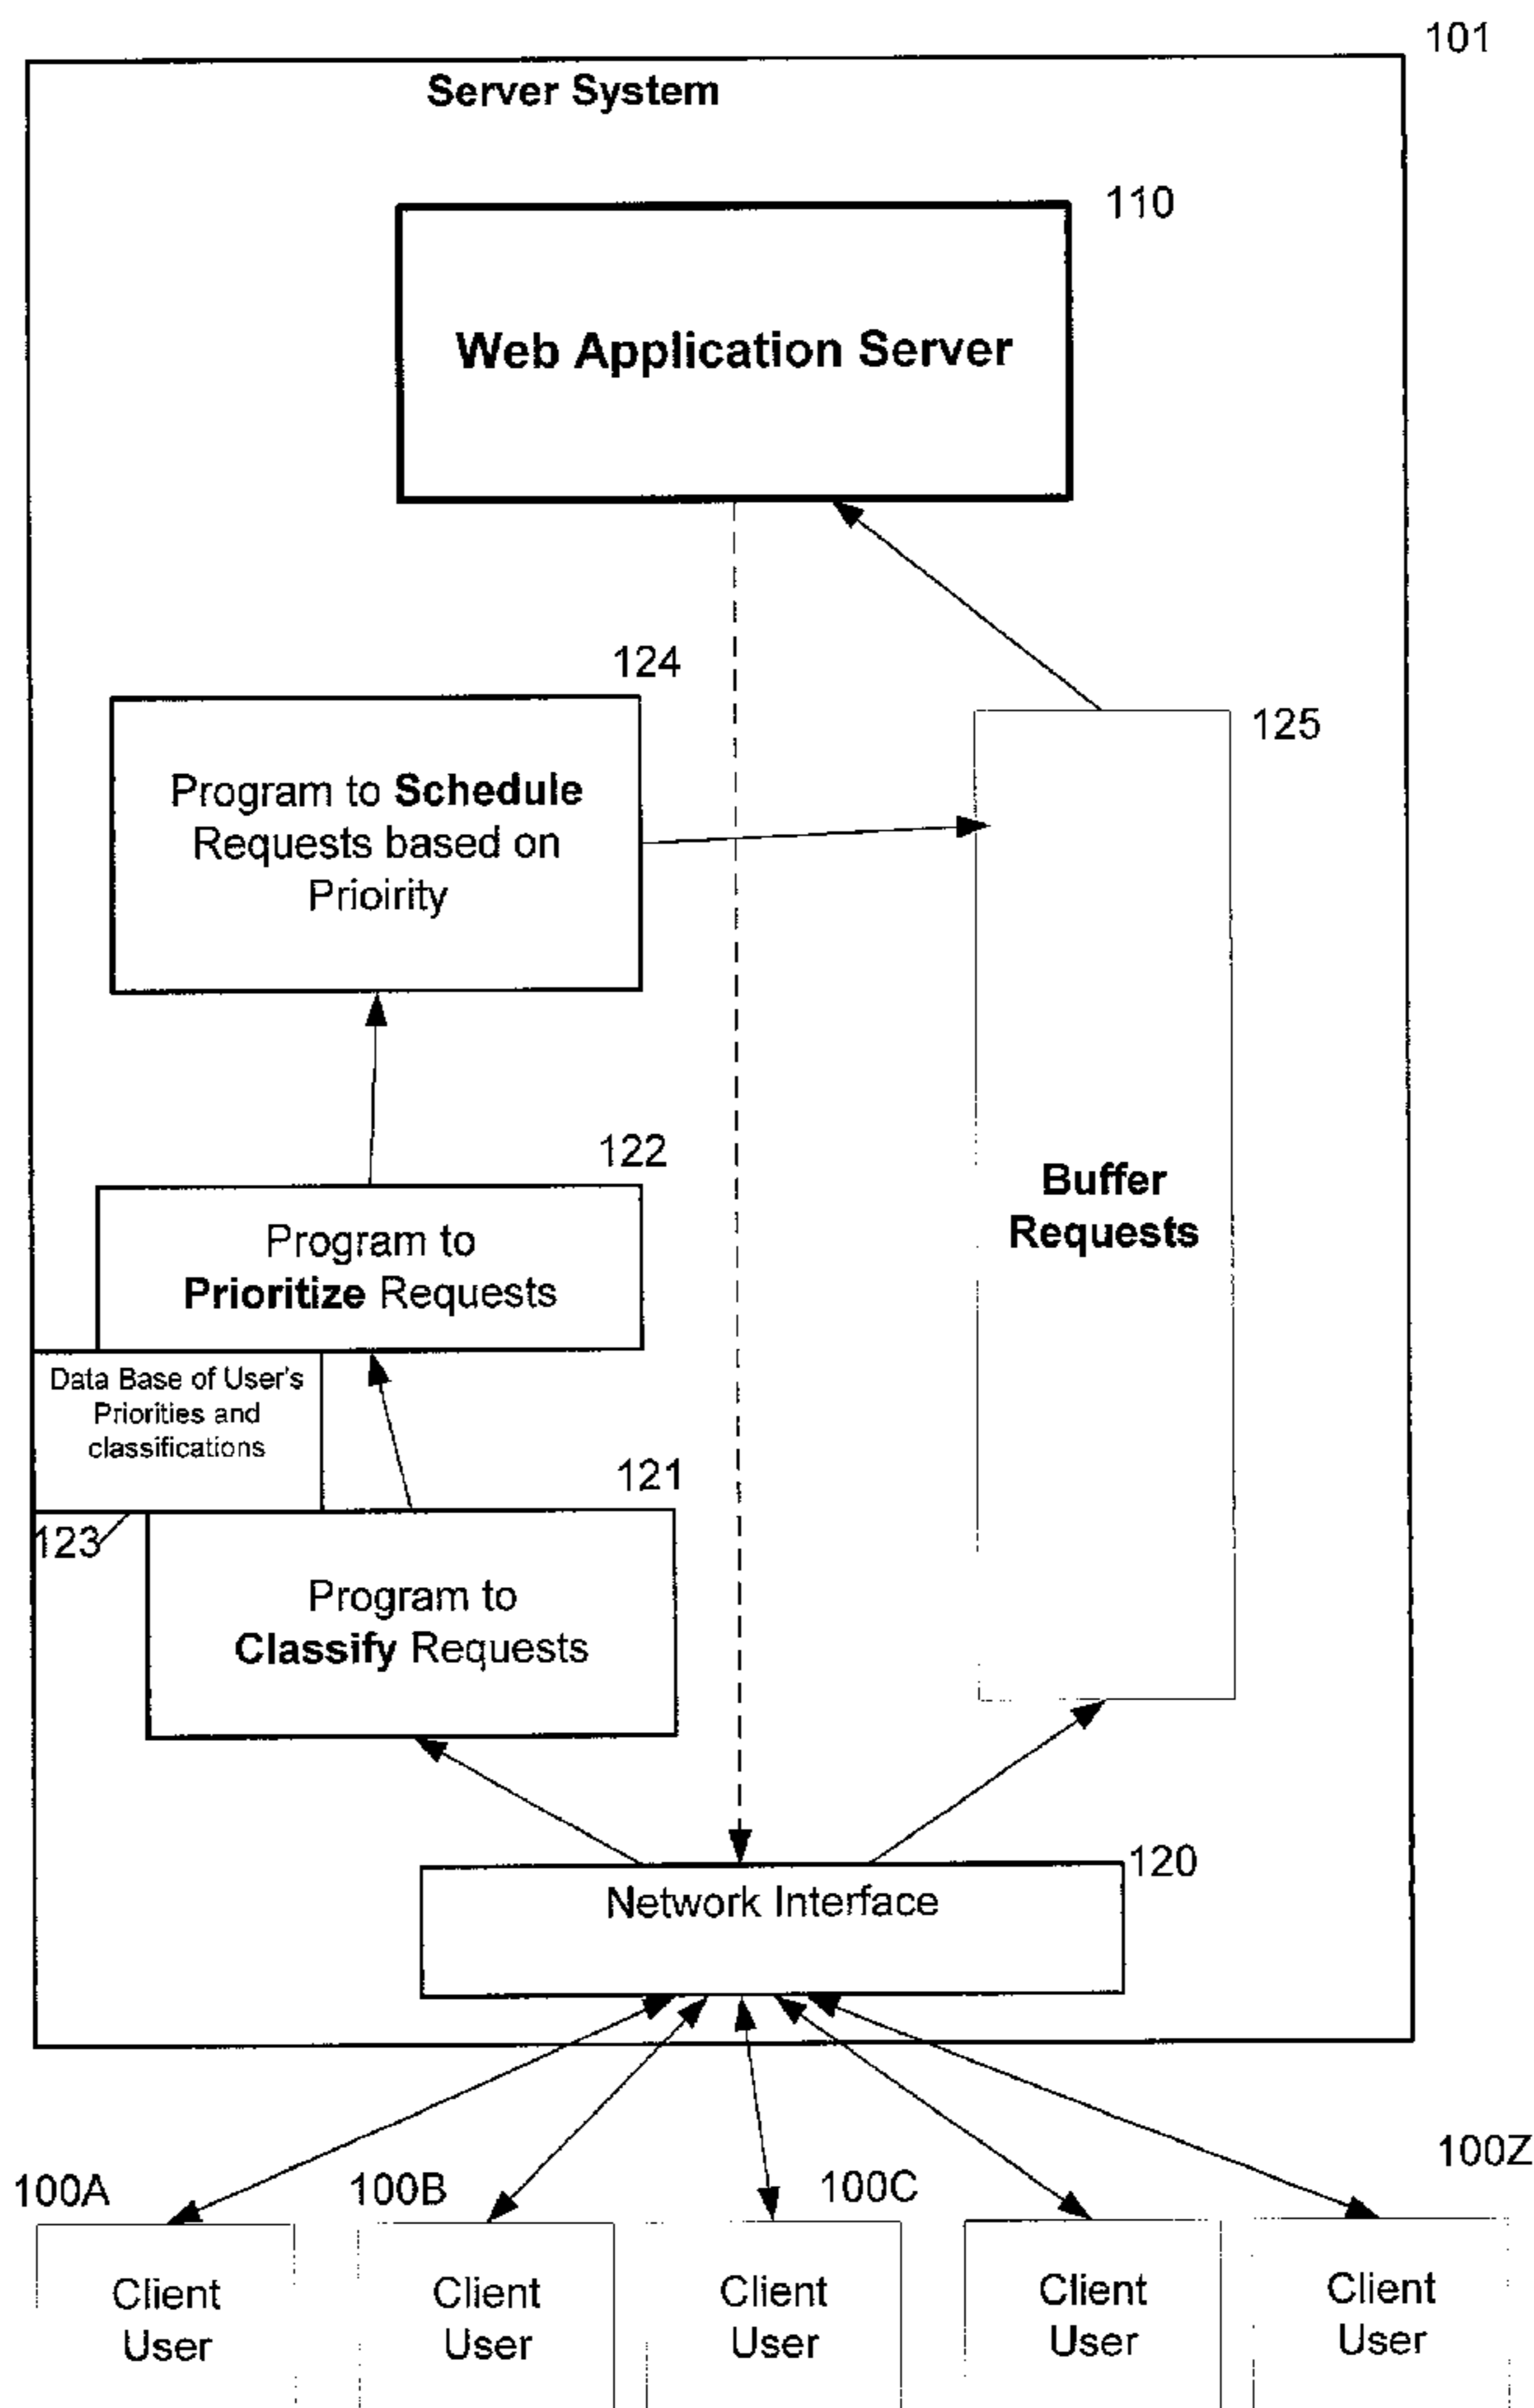 101
Server System
110
Web Application Server
124
Program to Schedule
Requests based on
Prioirity
125
122
Program to
Prioritize Requests
Buffer
Requests
Data Base of User's
Priorities and
classifications
121
123
Program to
Classify Requests
120
Network Interface
100A
100B
100C
100Z
Client
User
Client
User
Client
User
Client
User
Client
User